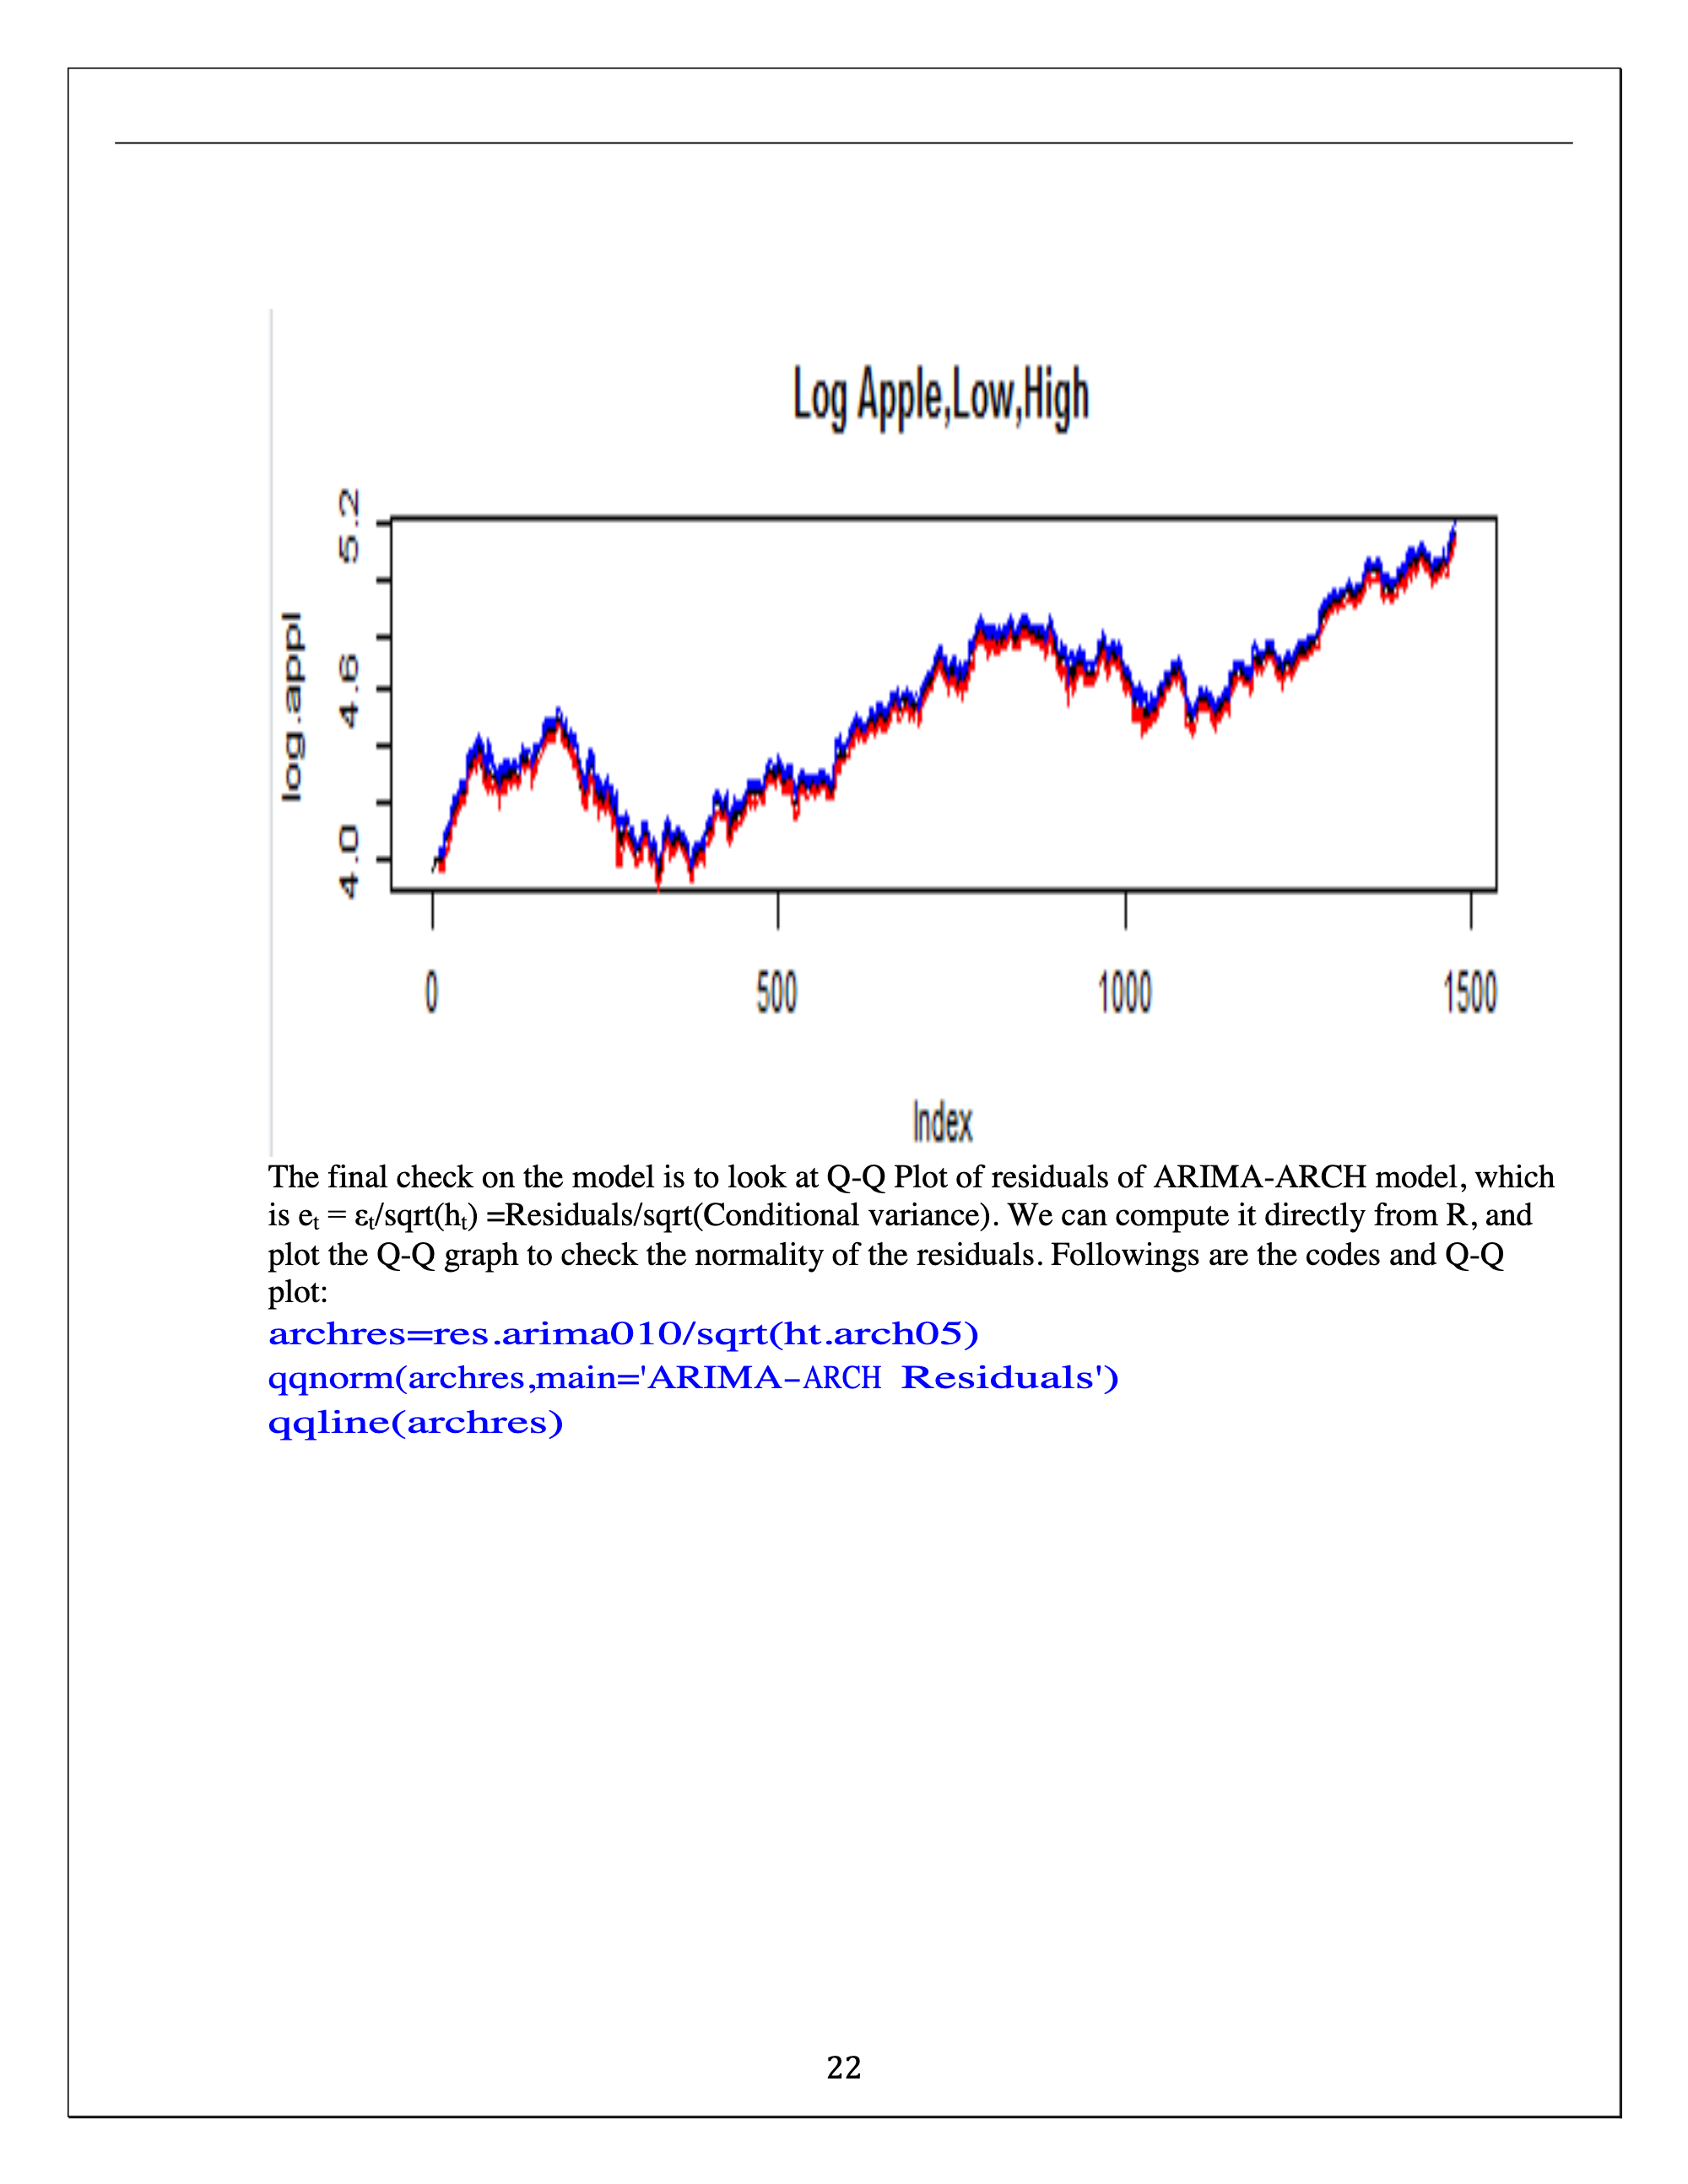 Log Apple,Low,High
log.appl
5.2
4.6
4.0
0 500 1000 1500
Index
The final check on the model is to look at Q-Q Plot of residuals of ARIMA-ARCH model, which
is eₜ = εₜ/sqrt(hₜ) =Residuals/sqrt(Conditional variance). We can compute it directly from R, and
plot the Q-Q graph to check the normality of the residuals. Followings are the codes and Q-Q
plot:
archres=res.arima010/sqrt(ht.arch05)
qqnorm(archres,main='ARIMA-ARCH Residuals')
qqline(archres)
22